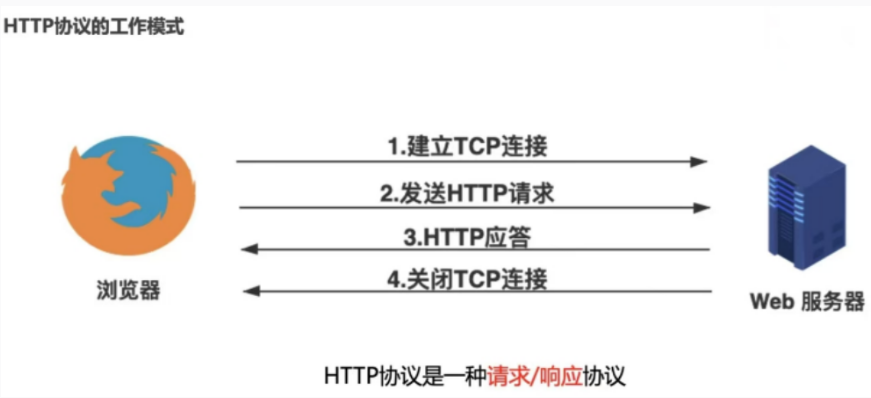 HTTP协议的工作模式
1.建立TCP连接
2.发送HTTP请求
3.HTTP应答
4.关闭TCP连接
浏览器
Web 服务器
HTTP协议是一种请求/响应协议